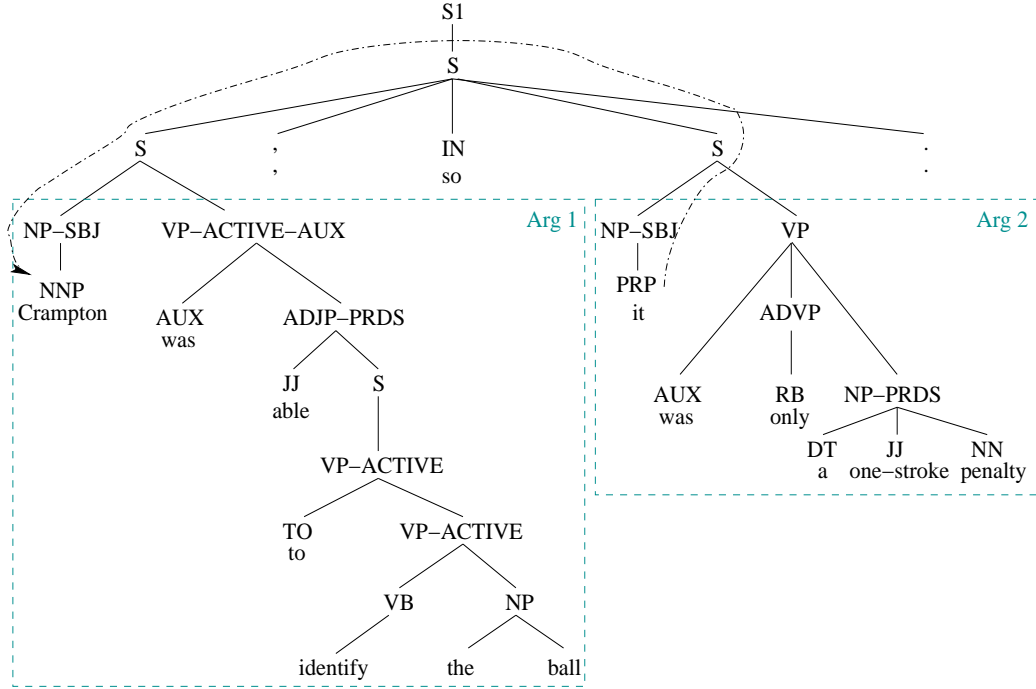 S1
S
S , IN S .
, so .
Arg 1 Arg 2
NP–SBJ VP–ACTIVE–AUX NP–SBJ VP
NNP PRP
Crampton it
AUX ADJP–PRDS ADVP
was
JJ S AUX RB NP–PRDS
able was only
DT JJ NN
a one–stroke penalty
VP–ACTIVE
TO VP–ACTIVE
to
VB NP
identify the ball